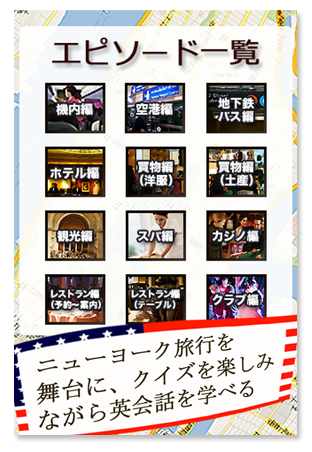 エピソード一覧
機内編
空港編
地下鉄
・バス編
ホテル編
買物編
(洋服)
買物編
(土産)
観光編
スパ編
カジノ編
レストラン編
(予約〜案内)
レストラン編
(テーブル)
クラブ編
ニューヨーク旅行を
舞台に、クイズを楽しみ
ながら英会話を学べる